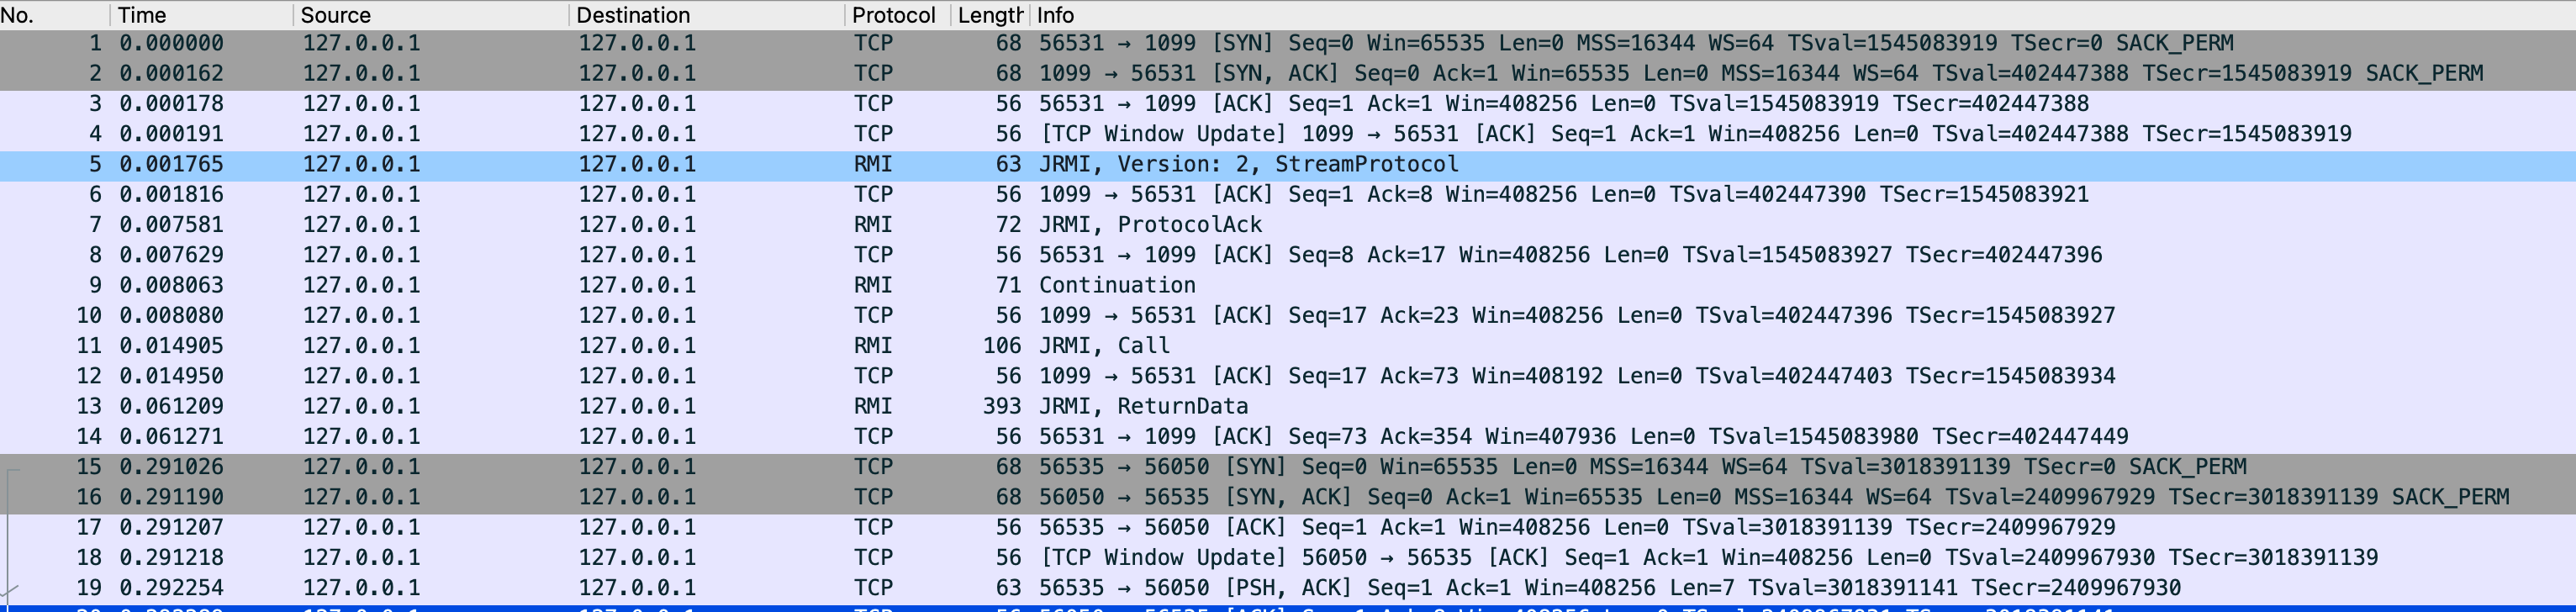 No. Time Source Destination Protocol Length Info
1 0.000000 127.0.0.1 127.0.0.1 TCP 68 56531 → 1099 [SYN] Seq=0 Win=65535 Len=0 MSS=16344 WS=64 TSval=1545083919 TSecr=0 SACK_PERM
2 0.000162 127.0.0.1 127.0.0.1 TCP 68 1099 → 56531 [SYN, ACK] Seq=0 Ack=1 Win=65535 Len=0 MSS=16344 WS=64 TSval=402447388 TSecr=1545083919 SACK_PERM
3 0.000178 127.0.0.1 127.0.0.1 TCP 56 56531 → 1099 [ACK] Seq=1 Ack=1 Win=408256 Len=0 TSval=1545083919 TSecr=402447388
4 0.000191 127.0.0.1 127.0.0.1 TCP 56 [TCP Window Update] 1099 → 56531 [ACK] Seq=1 Ack=1 Win=408256 Len=0 TSval=402447388 TSecr=1545083919
5 0.001765 127.0.0.1 127.0.0.1 RMI 63 JRMI, Version: 2, StreamProtocol
6 0.001816 127.0.0.1 127.0.0.1 TCP 56 1099 → 56531 [ACK] Seq=1 Ack=8 Win=408256 Len=0 TSval=402447390 TSecr=1545083921
7 0.007581 127.0.0.1 127.0.0.1 RMI 72 JRMI, ProtocolAck
8 0.007629 127.0.0.1 127.0.0.1 TCP 56 56531 → 1099 [ACK] Seq=8 Ack=17 Win=408256 Len=0 TSval=1545083927 TSecr=402447396
9 0.008063 127.0.0.1 127.0.0.1 RMI 71 Continuation
10 0.008080 127.0.0.1 127.0.0.1 TCP 56 1099 → 56531 [ACK] Seq=17 Ack=23 Win=408256 Len=0 TSval=402447396 TSecr=1545083927
11 0.014905 127.0.0.1 127.0.0.1 RMI 106 JRMI, Call
12 0.014950 127.0.0.1 127.0.0.1 TCP 56 1099 → 56531 [ACK] Seq=17 Ack=73 Win=408192 Len=0 TSval=402447403 TSecr=1545083934
13 0.061209 127.0.0.1 127.0.0.1 RMI 393 JRMI, ReturnData
14 0.061271 127.0.0.1 127.0.0.1 TCP 56 56531 → 1099 [ACK] Seq=73 Ack=354 Win=407936 Len=0 TSval=1545083980 TSecr=402447449
15 0.291026 127.0.0.1 127.0.0.1 TCP 68 56535 → 56050 [SYN] Seq=0 Win=65535 Len=0 MSS=16344 WS=64 TSval=3018391139 TSecr=0 SACK_PERM
16 0.291190 127.0.0.1 127.0.0.1 TCP 68 56050 → 56535 [SYN, ACK] Seq=0 Ack=1 Win=65535 Len=0 MSS=16344 WS=64 TSval=2409967929 TSecr=3018391139 SACK_PERM
17 0.291207 127.0.0.1 127.0.0.1 TCP 56 56535 → 56050 [ACK] Seq=1 Ack=1 Win=408256 Len=0 TSval=3018391139 TSecr=2409967929
18 0.291218 127.0.0.1 127.0.0.1 TCP 56 [TCP Window Update] 56050 → 56535 [ACK] Seq=1 Ack=1 Win=408256 Len=0 TSval=2409967930 TSecr=3018391139
19 0.292254 127.0.0.1 127.0.0.1 TCP 63 56535 → 56050 [PSH, ACK] Seq=1 Ack=1 Win=408256 Len=7 TSval=3018391141 TSecr=2409967930